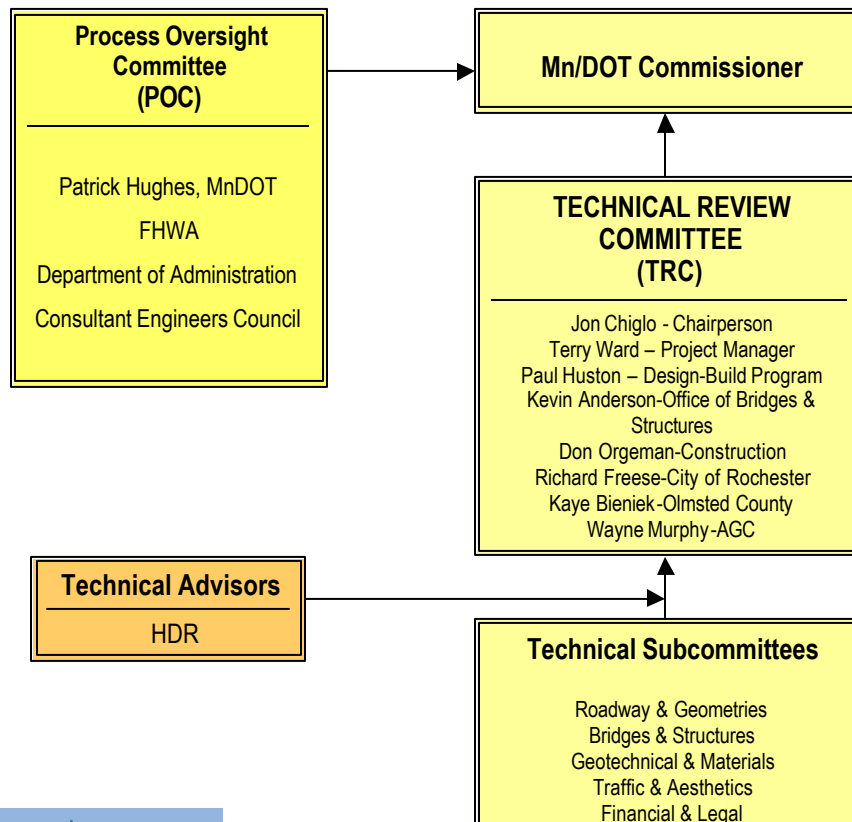 Process Oversight
Committee
(POC)
Patrick Hughes, MnDOT
FHWA
Department of Administration
Consultant Engineers Council
Mn/DOT Commissioner
TECHNICAL REVIEW
COMMITTEE
(TRC)
Jon Chiglo - Chairperson
Terry Ward – Project Manager
Paul Huston – Design-Build Program
Kevin Anderson-Office of Bridges &
Structures
Don Orgeman-Construction
Richard Freese-City of Rochester
Kaye Bieniek-Olmsted County
Wayne Murphy-AGC
Technical Advisors
HDR
Technical Subcommittees
Roadway & Geometries
Bridges & Structures
Geotechnical & Materials
Traffic & Aesthetics
Financial & Legal